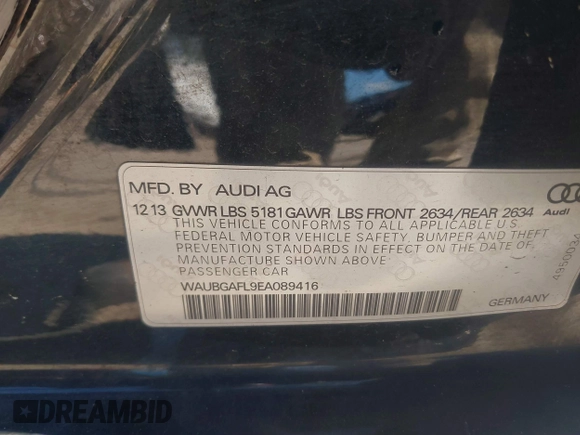 MFD. BY AUDI AG
12 13 GVWR LBS 5181 GAWR LBS FRONT 2634/REAR 2634
Audi
THIS VEHICLE CONFORMS TO ALL APPLICABLE U S
FEDERAL MOTOR VEHICLE SAFETY, BUMPER AND THEFT
PREVENTION STANDARDS IN EFFECT ON THE DATE OF
MANUFACTURE SHOWN ABOVE
PASSENGER CAR
WAUBGAFL9EA089416
GERMANY
DREAMBID